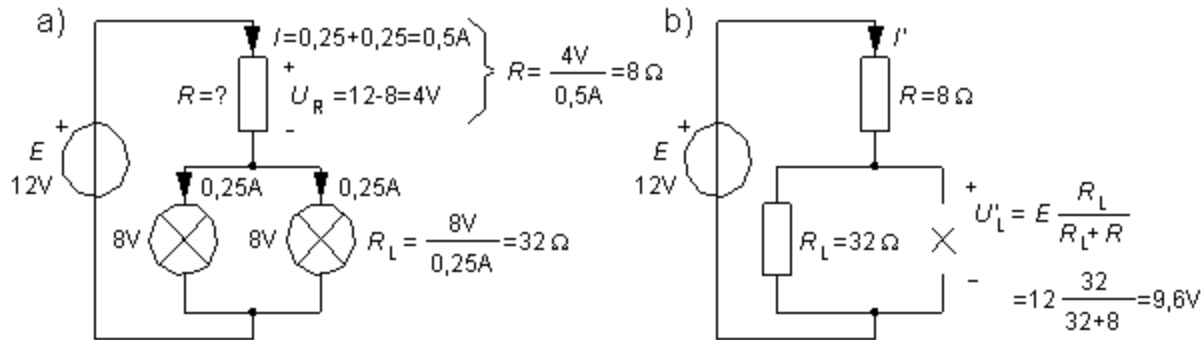 a)
I=0,25+0,25=0,5A
R=?
+
U_R =12-8=4V
-
R= 4V / 0,5A =8 Ω
+
E
12V
0,25A
0,25A
8V
8V
R_L = 8V / 0,25A =32 Ω
b)
I'
R=8 Ω
+
E
12V
R_L =32 Ω
+
U'_L = E R_L / R_L + R
-
=12 32 / 32+8 =9,6V